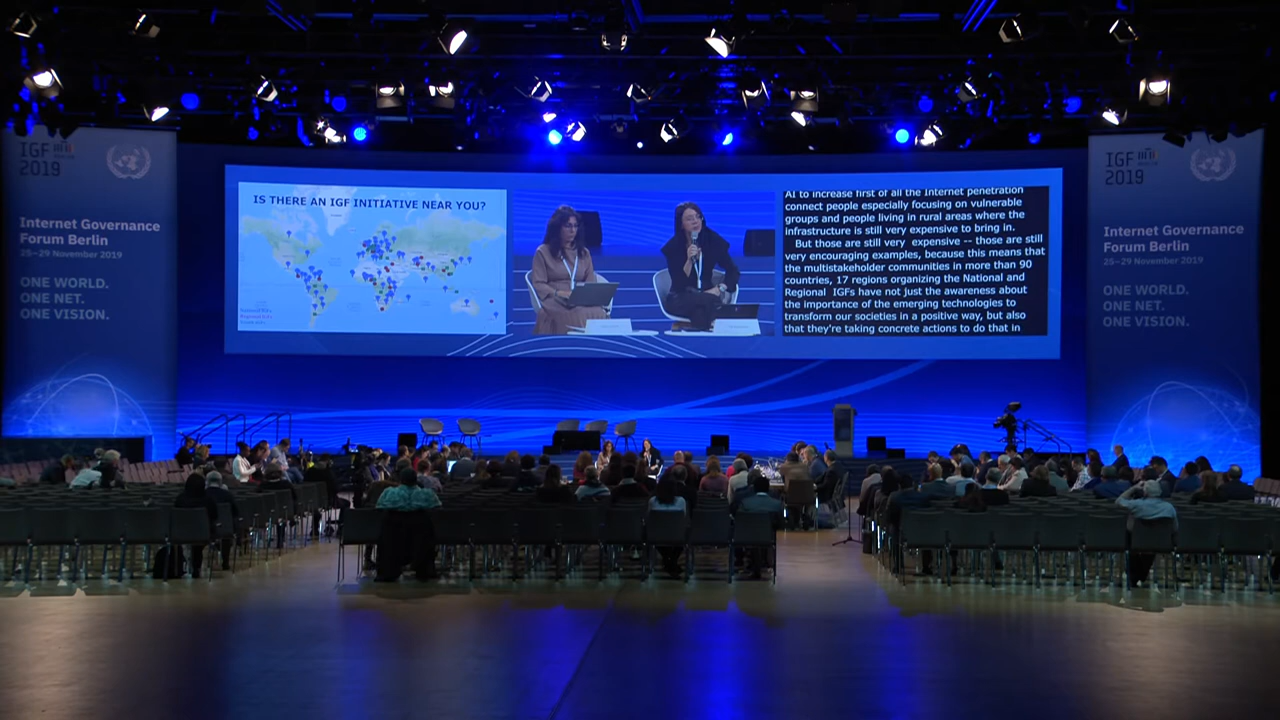 IGF
2019
Internet Governance
Forum Berlin
25–29 November 2019
ONE WORLD.
ONE NET.
ONE VISION.
IS THERE AN IGF INITIATIVE NEAR YOU?
AI to increase first of all the Internet penetration
connect people especially focusing on vulnerable
groups and people living in rural areas where the
infrastructure is still very expensive to bring in.
But those are still very expensive -- those are still
very encouraging examples, because this means that
the multistakeholder communities in more than 90
countries, 17 regions organizing the National and
Regional IGFs have not just the awareness about
the importance of the emerging technologies to
transform our societies in a positive way, but also
that they're taking concrete actions to do that in
IGF
2019
Internet Governance
Forum Berlin
25–29 November 2019
ONE WORLD.
ONE NET.
ONE VISION.